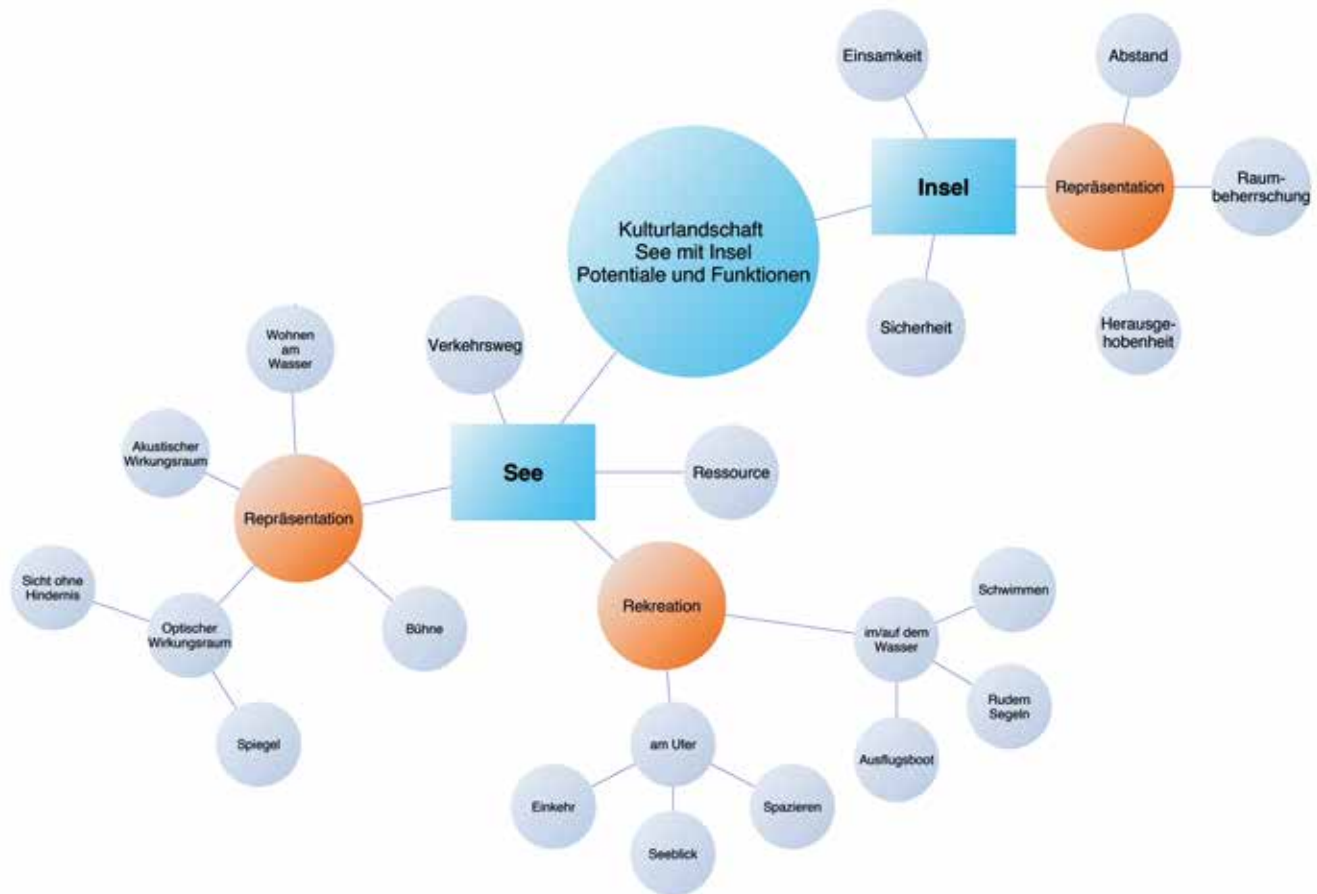 Einsamkeit
Abstand
Insel
Repräsentation
Raum-
beherrschung
Kulturlandschaft
See mit Insel
Potentiale und Funktionen
Sicherheit
Herausge-
hobenheit
Wohnen
am
Wasser
Verkehrsweg
Akustischer
Wirkungsraum
See
Ressource
Repräsentation
Sicht ohne
Hindernis
Optischer
Wirkungsraum
Bühne
Rekreation
Schwimmen
im/auf dem
Wasser
Rudern
Segeln
Spiegel
am Ufer
Ausflugsboot
Einkehr
Spazieren
Seeblick